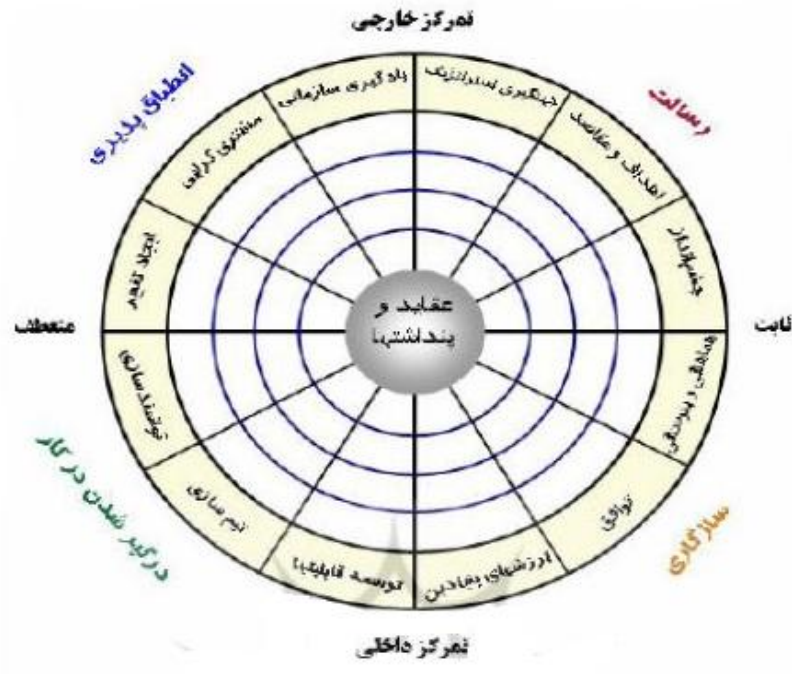 تمرکز خارجی
انطباق پذیری
رسالت
یادگیری سازمانی
جهتگیری استراتژیک
مشتری گرایی
اهداف و مقاصد
ایجاد تغییر
چشم‌انداز
عقاید و
پنداشتها
منعطف
ثابت
توانمندسازی
هماهنگی و پیوستگی
تیم سازی
توافق
توسعه قابلیتها
ارزشهای بنیادین
درگیر شدن در کار
سازگاری
تمرکز داخلی